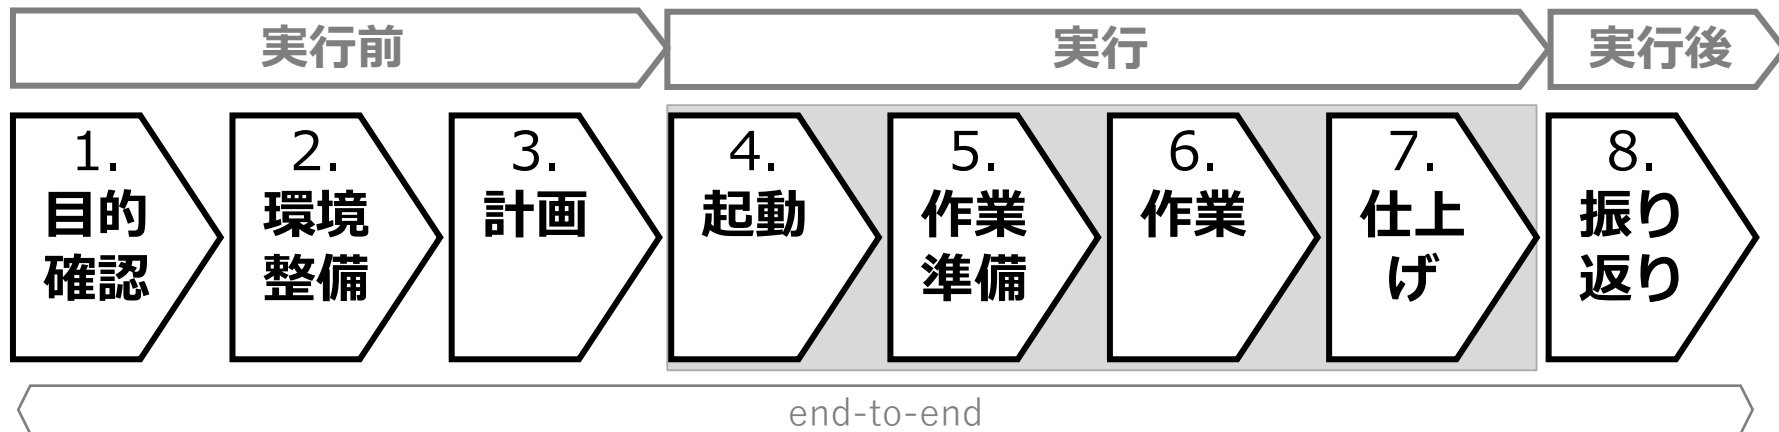 実行前
実行
実行後
1.
目的
確認
2.
環境
整備
3.
計画
4.
起動
5.
作業
準備
6.
作業
7.
仕上
げ
8.
振り
返り
end-to-end